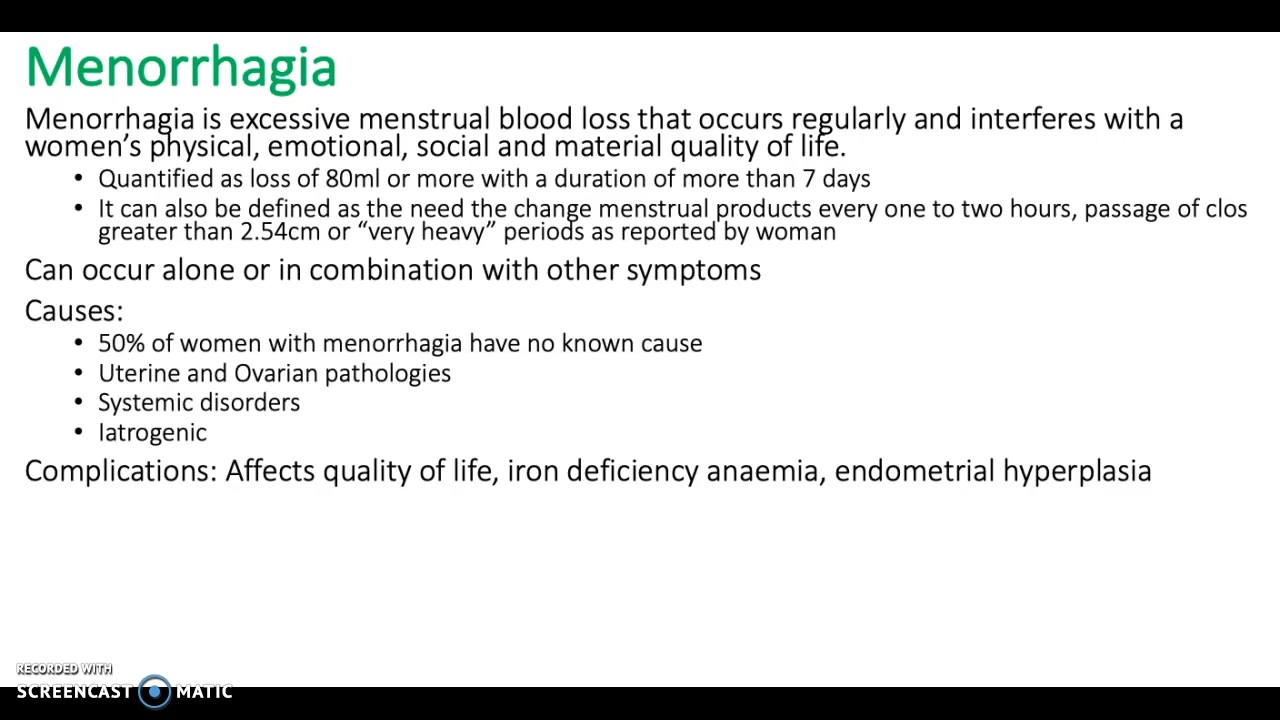 Menorrhagia
Menorrhagia is excessive menstrual blood loss that occurs regularly and interferes with a
women's physical, emotional, social and material quality of life.
• Quantified as loss of 80ml or more with a duration of more than 7 days
• It can also be defined as the need the change menstrual products every one to two hours, passage of clos
greater than 2.54cm or “very heavy” periods as reported by woman
Can occur alone or in combination with other symptoms
Causes:
• 50% of women with menorrhagia have no known cause
• Uterine and Ovarian pathologies
• Systemic disorders
• Iatrogenic
Complications: Affects quality of life, iron deficiency anaemia, endometrial hyperplasia
RECORDED WITH
SCREENCAST MATIC